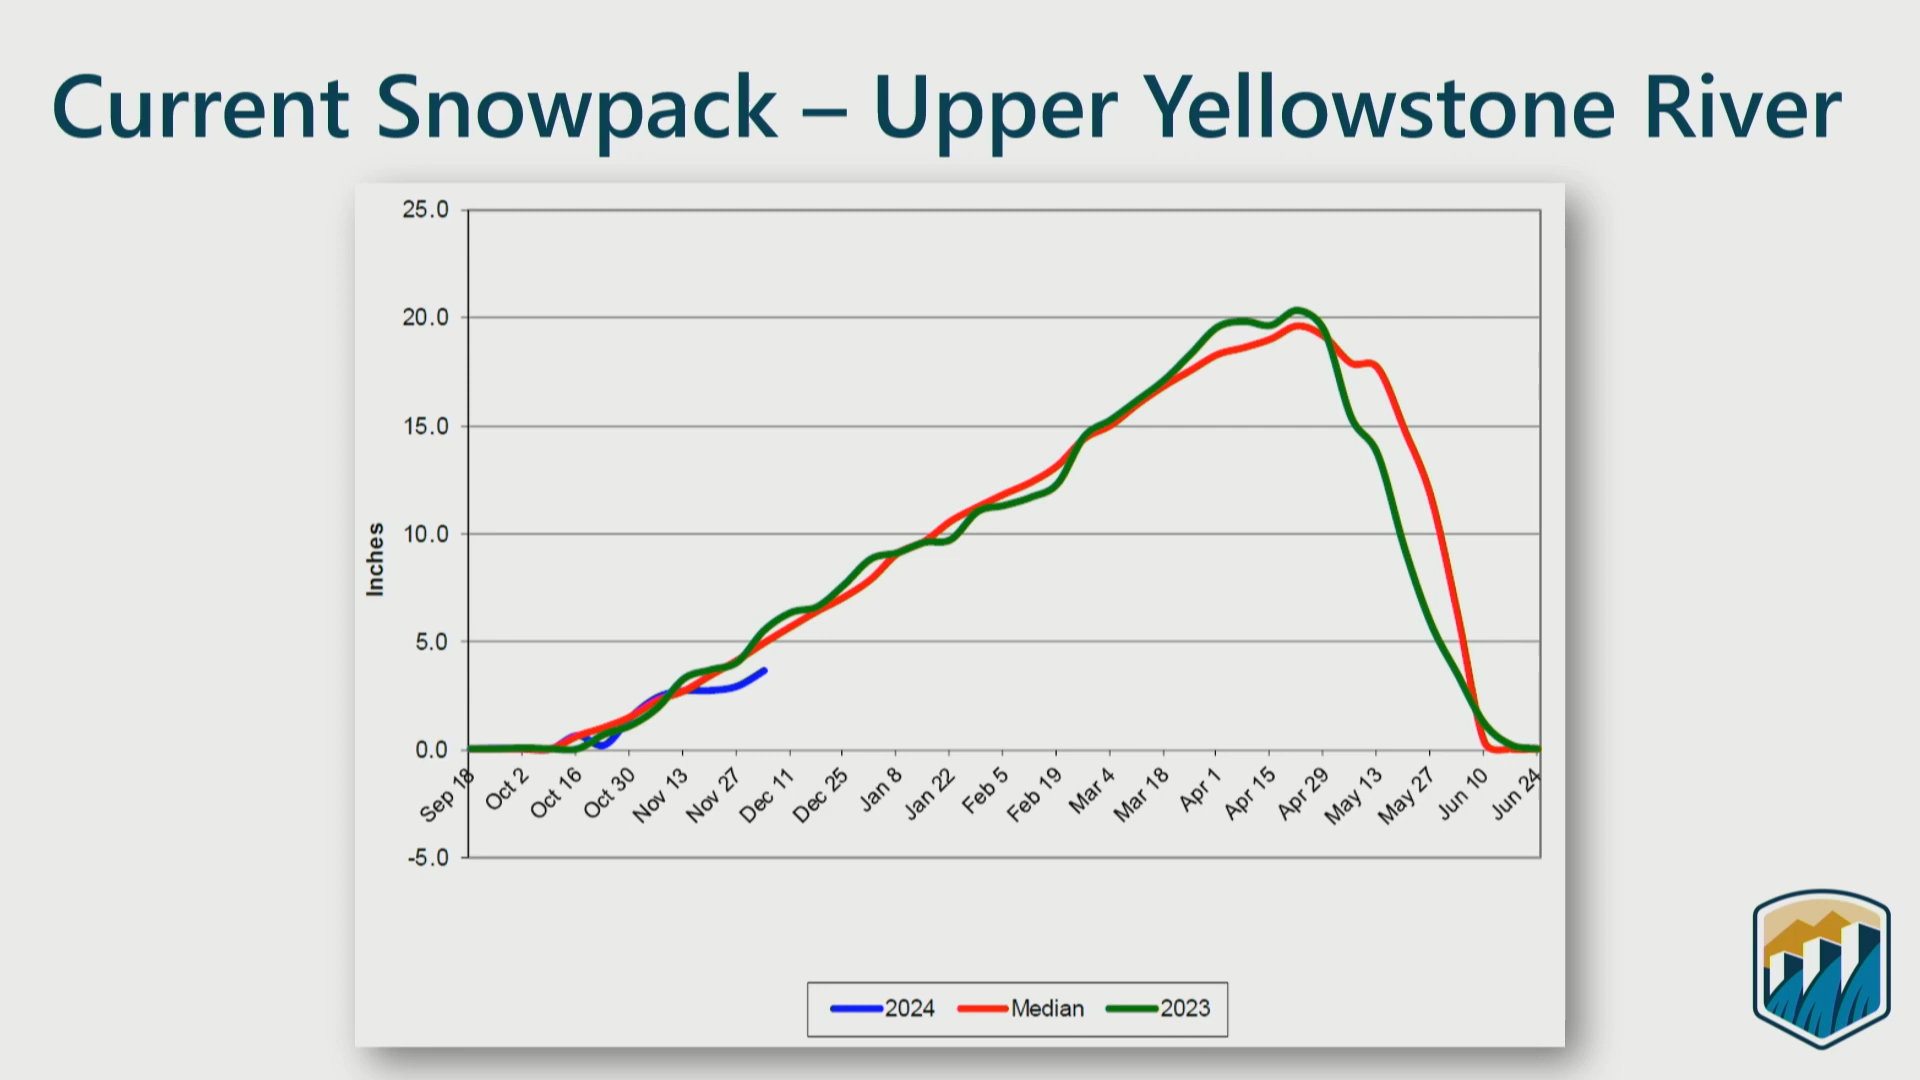 Current Snowpack – Upper Yellowstone River
25.0
20.0
15.0
10.0
5.0
0.0
-5.0
Inches
Sep 18
Oct 2
Oct 16
Oct 30
Nov 13
Nov 27
Dec 11
Dec 25
Jan 8
Jan 22
Feb 5
Feb 19
Mar 4
Mar 18
Apr 1
Apr 15
Apr 29
May 13
May 27
Jun 10
Jun 24
2024 Median 2023